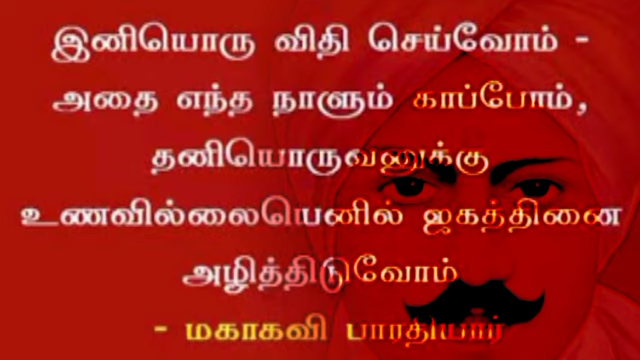 இனியொரு விதி செய்வோம் -
அதை எந்த நாளும் காப்போம்,
தனியொருவனுக்கு
உணவில்லையெனில் ஜகத்தினை
அழித்திடுவோம்
- மகாகவி பாரதியார்